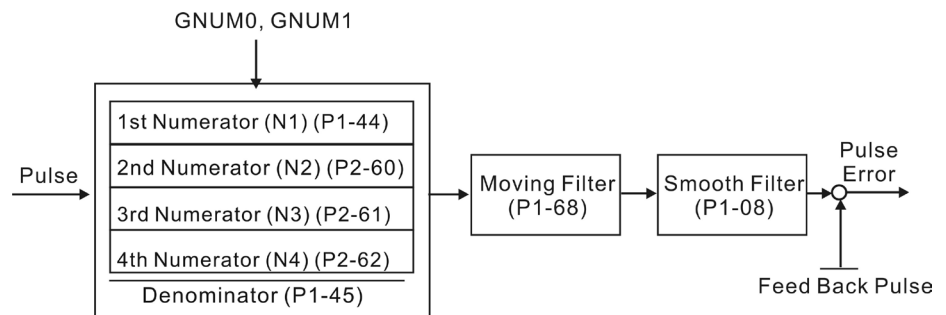 GNUM0, GNUM1
Pulse
1st Numerator (N1) (P1-44)
2nd Numerator (N2) (P2-60)
3rd Numerator (N3) (P2-61)
4th Numerator (N4) (P2-62)
Denominator (P1-45)
Moving Filter
(P1-68)
Smooth Filter
(P1-08)
Pulse
Error
Feed Back Pulse